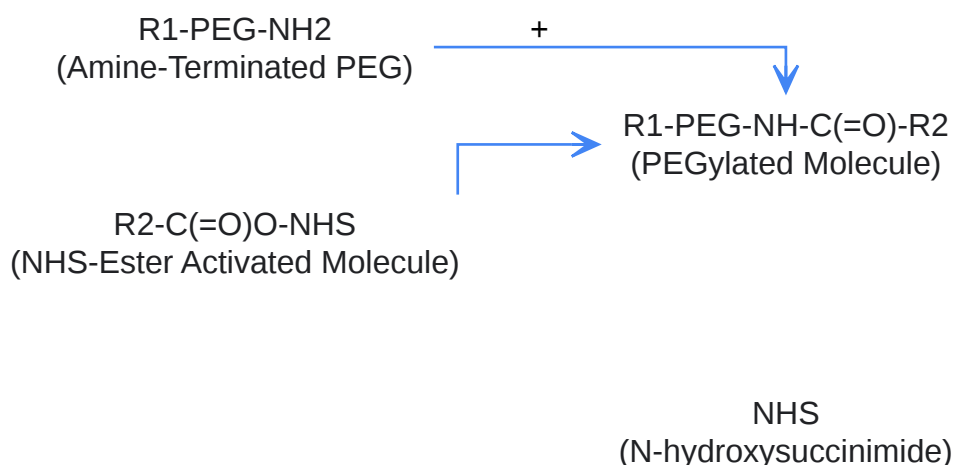 R1-PEG-NH2
(Amine-Terminated PEG)
+
R1-PEG-NH-C(=O)-R2
(PEGylated Molecule)
R2-C(=O)O-NHS
(NHS-Ester Activated Molecule)
NHS
(N-hydroxysuccinimide)